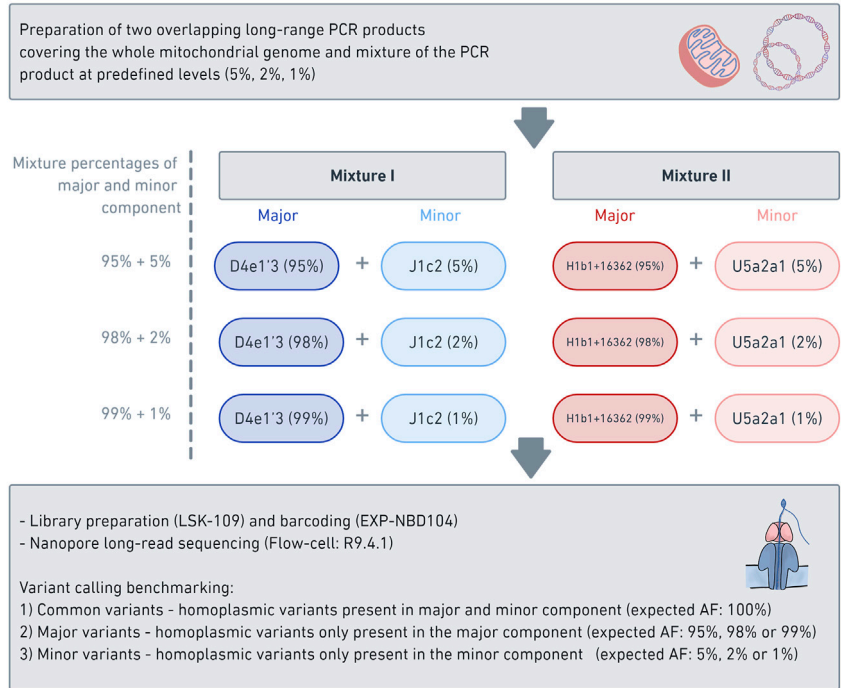 Preparation of two overlapping long-range PCR products
covering the whole mitochondrial genome and mixture of the PCR
product at predefined levels (5%, 2%, 1%)
Mixture percentages of
major and minor
component
Mixture I
Mixture II
Major
Minor
Major
Minor
95% + 5%
D4e1'3 (95%)
+
J1c2 (5%)
H1b1+16362 (95%)
+
U5a2a1 (5%)
98% + 2%
D4e1'3 (98%)
+
J1c2 (2%)
H1b1+16362 (98%)
+
U5a2a1 (2%)
99% + 1%
D4e1'3 (99%)
+
J1c2 (1%)
H1b1+16362 (99%)
+
U5a2a1 (1%)
- Library preparation (LSK-109) and barcoding (EXP-NBD104)
- Nanopore long-read sequencing (Flow-cell: R9.4.1)
Variant calling benchmarking:
1) Common variants - homoplasmic variants present in major and minor component (expected AF: 100%)
2) Major variants - homoplasmic variants only present in the major component (expected AF: 95%, 98% or 99%)
3) Minor variants - homoplasmic variants only present in the minor component (expected AF: 5%, 2% or 1%)